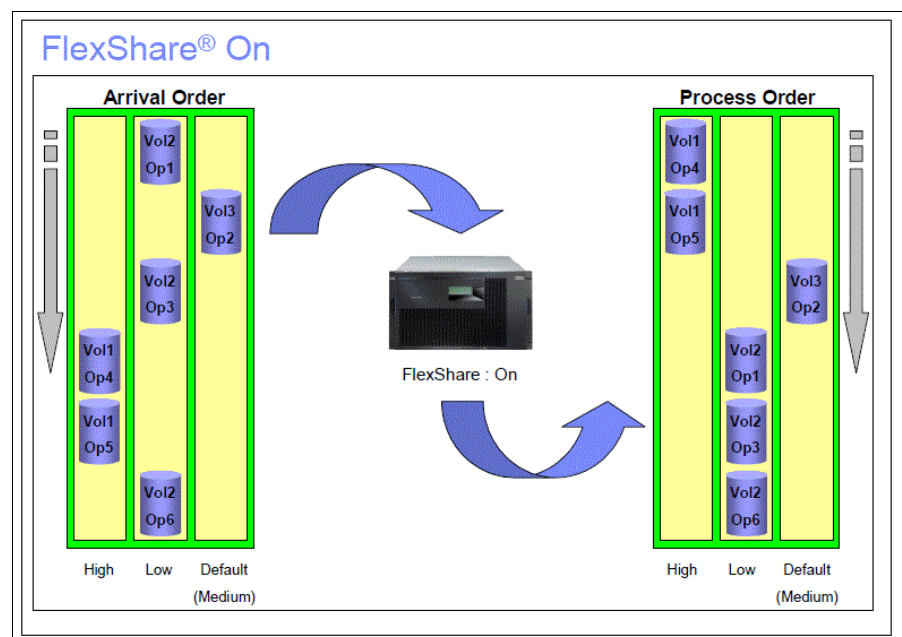 FlexShare® On
Arrival Order
Vol2
Op1
Vol3
Op2
Vol2
Op3
Vol1
Op4
Vol1
Op5
Vol2
Op6
High
Low
Default
(Medium)
FlexShare : On
Process Order
Vol1
Op4
Vol1
Op5
Vol3
Op2
Vol2
Op1
Vol2
Op3
Vol2
Op6
High
Low
Default
(Medium)